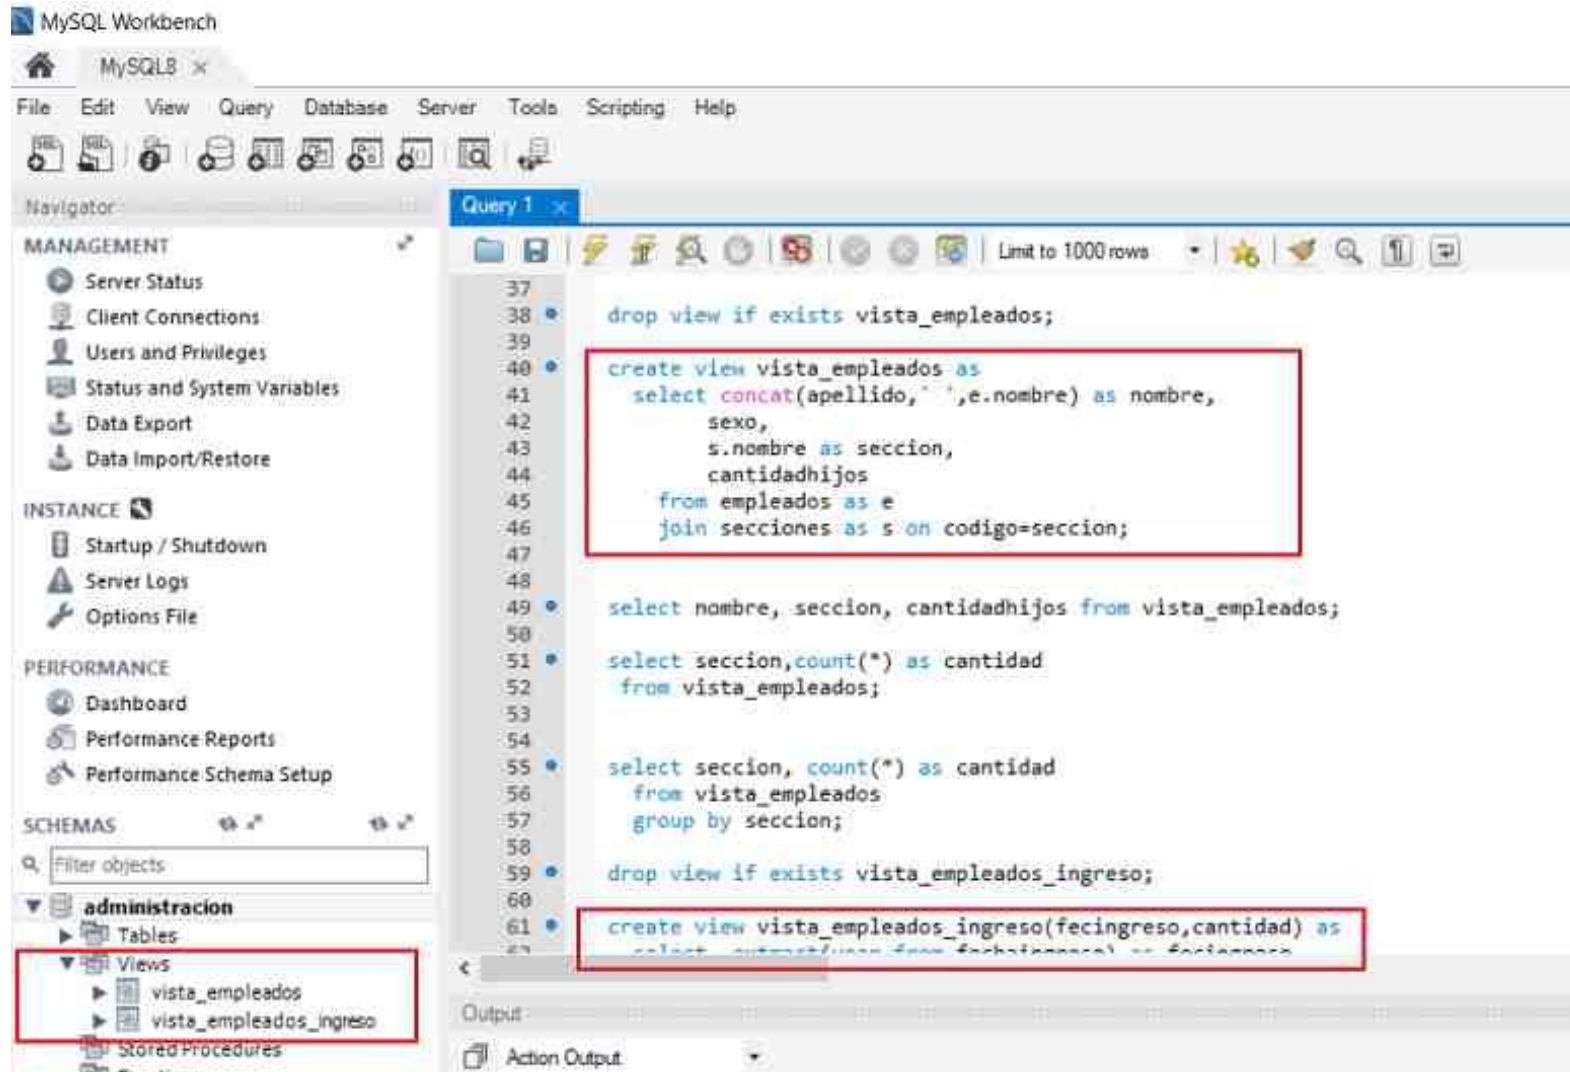 MySQL Workbench
MySQL8
File Edit View Query Database Server Tools Scripting Help
Navigator
MANAGEMENT
Server Status
Client Connections
Users and Privileges
Status and System Variables
Data Export
Data Import/Restore
INSTANCE
Startup / Shutdown
Server Logs
Options File
PERFORMANCE
Dashboard
Performance Reports
Performance Schema Setup
SCHEMAS
Filter objects
administracion
Tables
Views
vista_empleados
vista_empleados_ingreso
Stored Procedures
Query 1
Limit to 1000 rows
37
38 drop view if exists vista_empleados;
39
40 create view vista_empleados as
41 select concat(apellido,' ',e.nombre) as nombre,
42 sexo,
43 s.nombre as seccion,
44 cantidadhijos
45 from empleados as e
46 join secciones as s on codigo=seccion;
47
48
49 select nombre, seccion, cantidadhijos from vista_empleados;
50
51 select seccion,count(*) as cantidad
52 from vista_empleados;
53
54
55 select seccion, count(*) as cantidad
56 from vista_empleados
57 group by seccion;
58
59 drop view if exists vista_empleados_ingreso;
60
61 create view vista_empleados_ingreso(fecingreso,cantidad) as
Output
Action Output